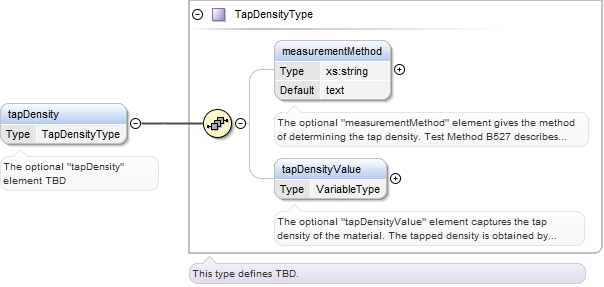 TapDensityType
measurementMethod
Type xs:string
Default text
The optional "measurementMethod" element gives the method
of determining the tap density. Test Method B527 describes...
tapDensity
Type TapDensityType
The optional "tapDensity"
element TBD
tapDensityValue
Type VariableType
The optional "tapDensityValue" element captures the tap
density of the material. The tapped density is obtained by...
This type defines TBD.